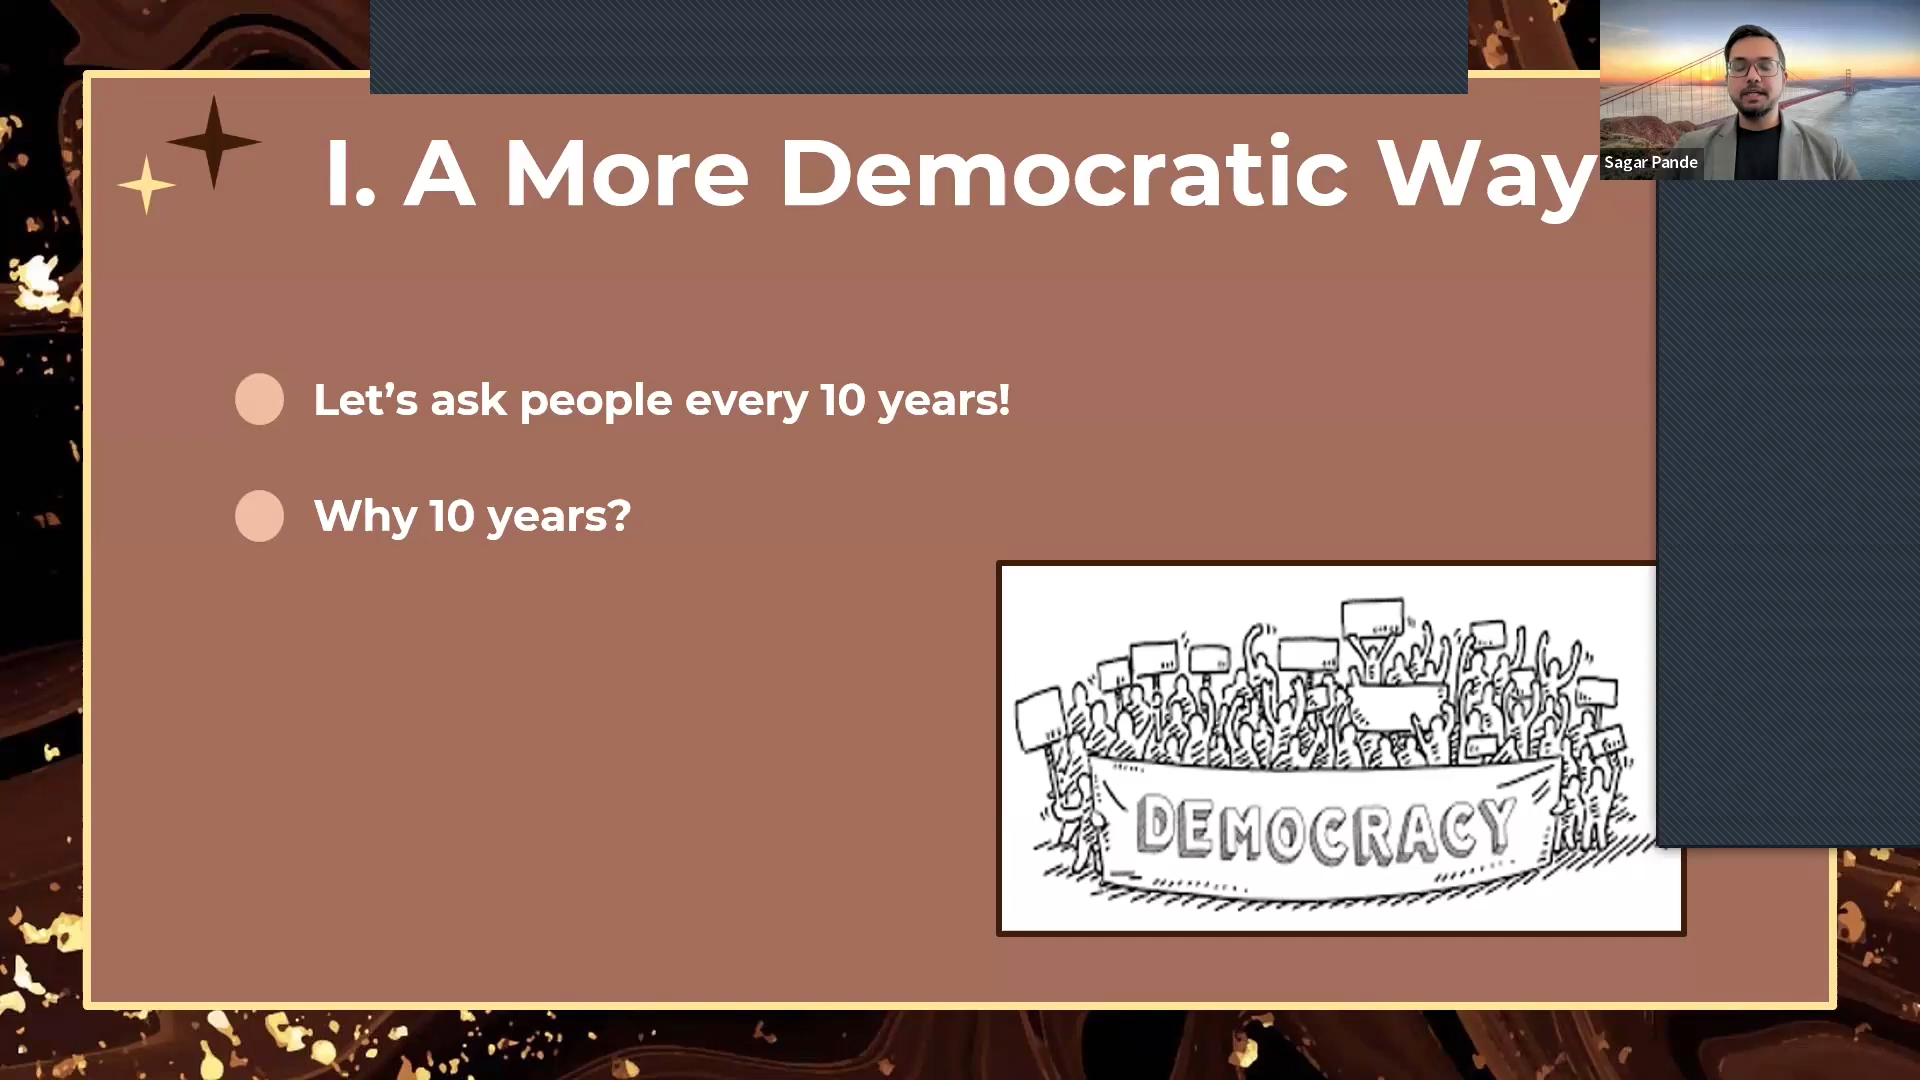 I. A More Democratic Way
Sagar Pande
Let’s ask people every 10 years!
Why 10 years?
DEMOCRACY